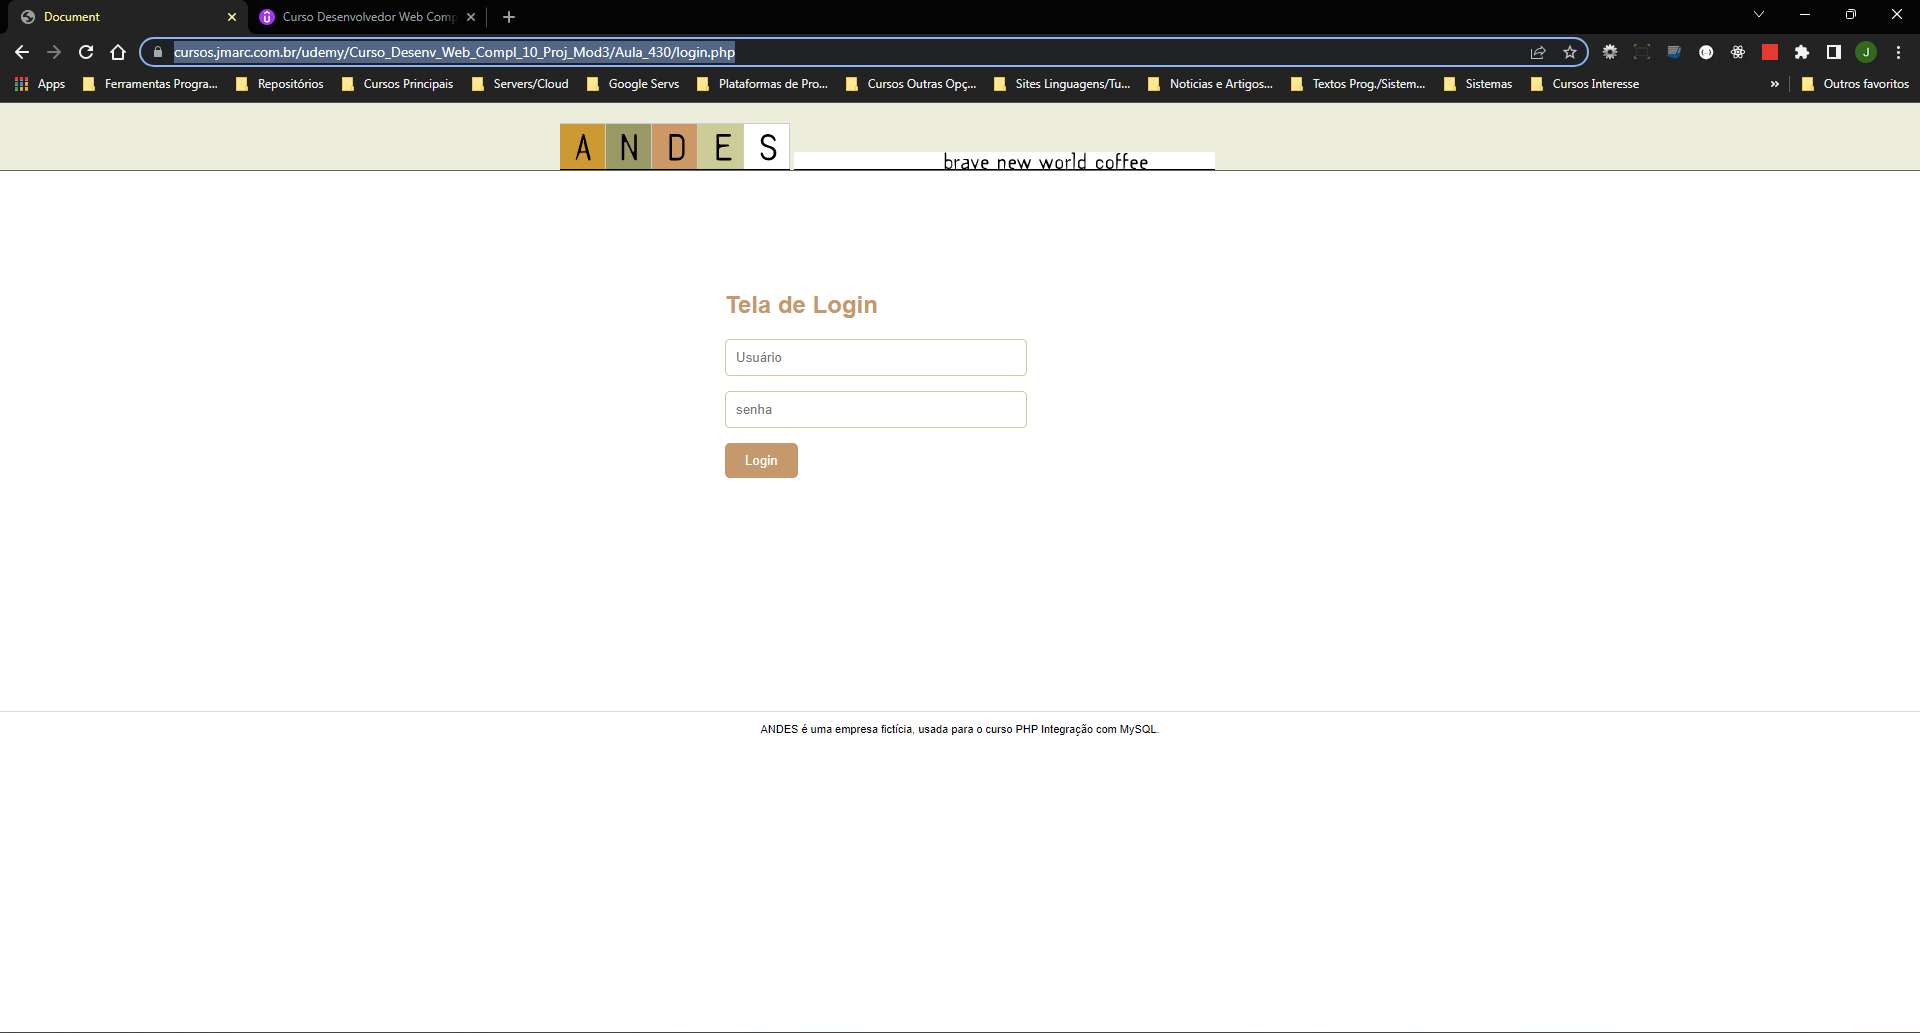 Document
Curso Desenvolvedor Web Comp
cursos.jmarc.com.br/udemy/Curso_Desenv_Web_Compl_10_Proj_Mod3/Aula_430/login.php
J
Apps
Ferramentas Progra...
Repositórios
Cursos Principais
Servers/Cloud
Google Servs
Plataformas de Pro...
Cursos Outras Opç...
Sites Linguagens/Tu...
Noticias e Artigos...
Textos Prog./Sistem...
Sistemas
Cursos Interesse
»
Outros favoritos
ANDES
brave new world coffee
Tela de Login
Usuário
senha
Login
ANDES é uma empresa fictícia, usada para o curso PHP Integração com MySQL.